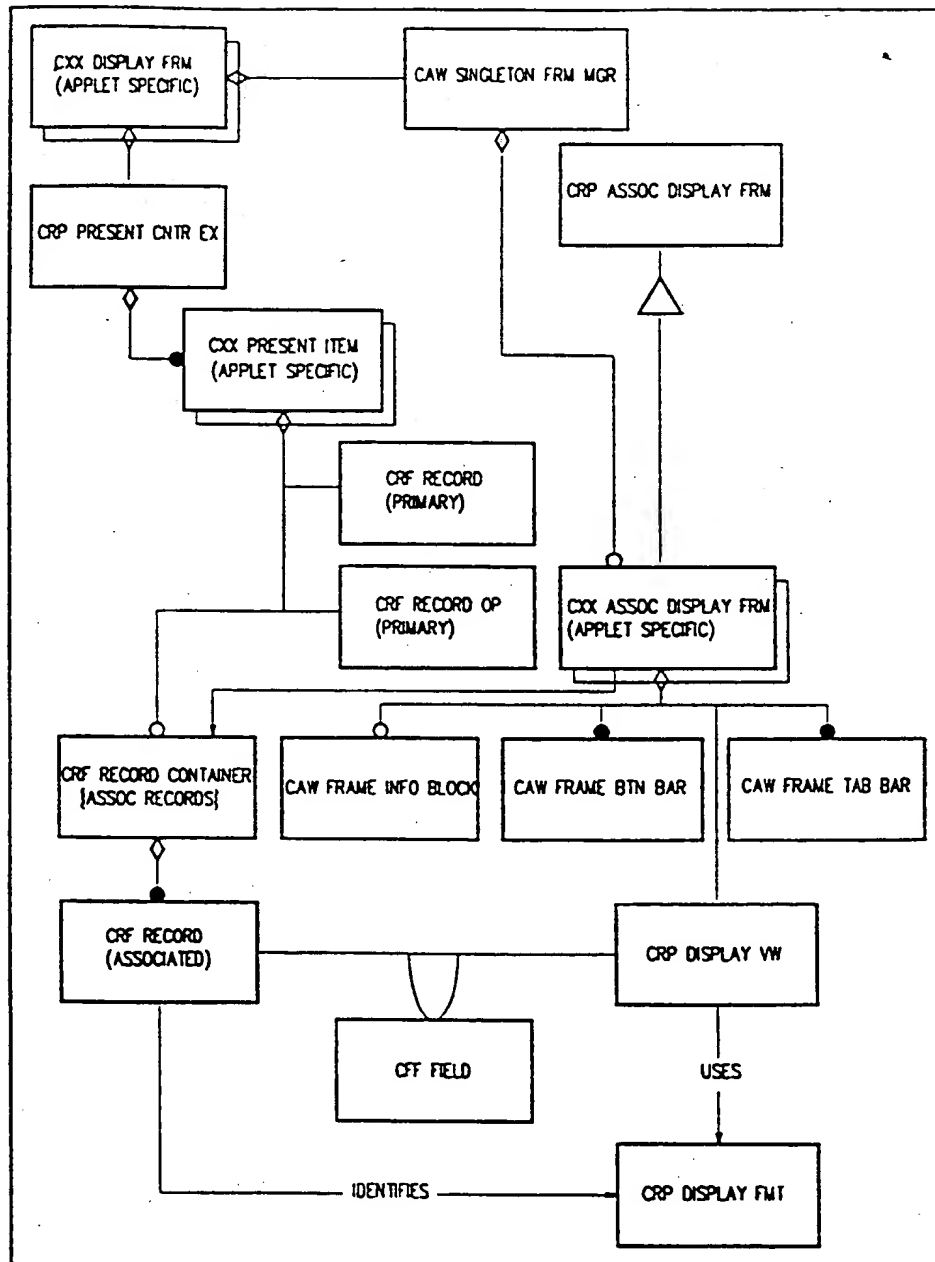 CXX DISPLAY FRM
(APPLET SPECIFIC)
CAW SINGLETON FRM MGR
CRP ASSOC DISPLAY FRM
CRP PRESENT CNTR EX
CXX PRESENT ITEM
(APPLET SPECIFIC)
CRF RECORD
(PRIMARY)
CRF RECORD OP
(PRIMARY)
CXX ASSOC DISPLAY FRM
(APPLET SPECIFIC)
CRF RECORD CONTAINER
{ASSOC RECORDS{
CAW FRAME INFO BLOCK
CAW FRAME BTN BAR
CAW FRAME TAB BAR
CRF RECORD
(ASSOCIATED)
CRP DISPLAY VW
CFF FIELD
USES
IDENTIFIES
CRP DISPLAY FMT